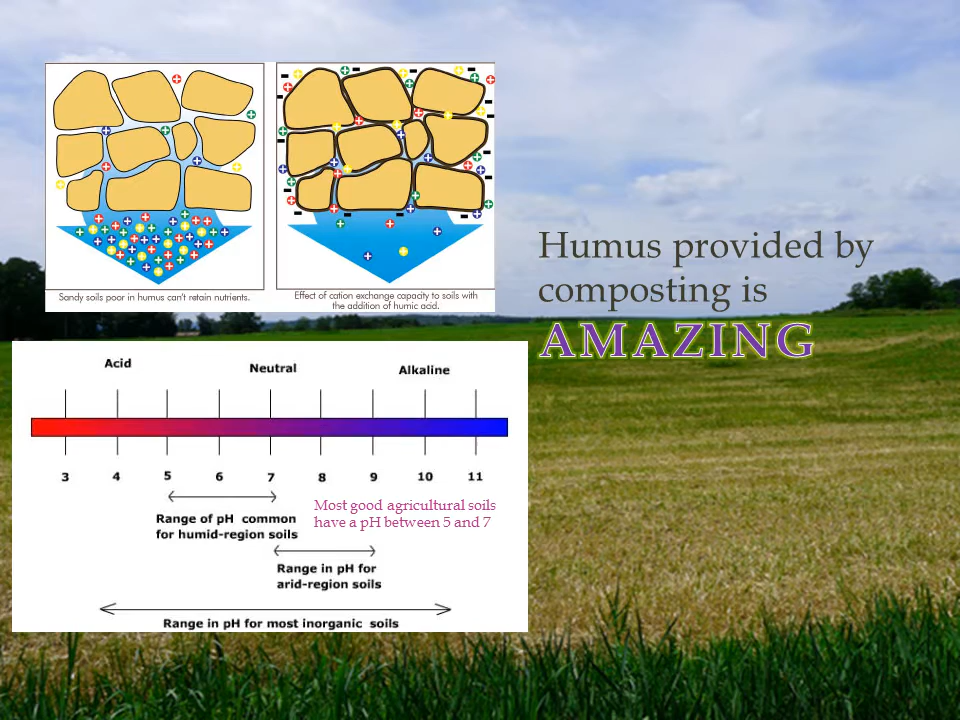 Sandy soils poor in humus can't retain nutrients.
Effect of cation exchange capacity to soils with
the addition of humic acid.
Humus provided by
composting is
AMAZING
Acid
Neutral
Alkaline
3 4 5 6 7 8 9 10 11
Range of pH common
for humid-region soils
Most good agricultural soils
have a pH between 5 and 7
Range in pH for
arid-region soils
Range in pH for most inorganic soils